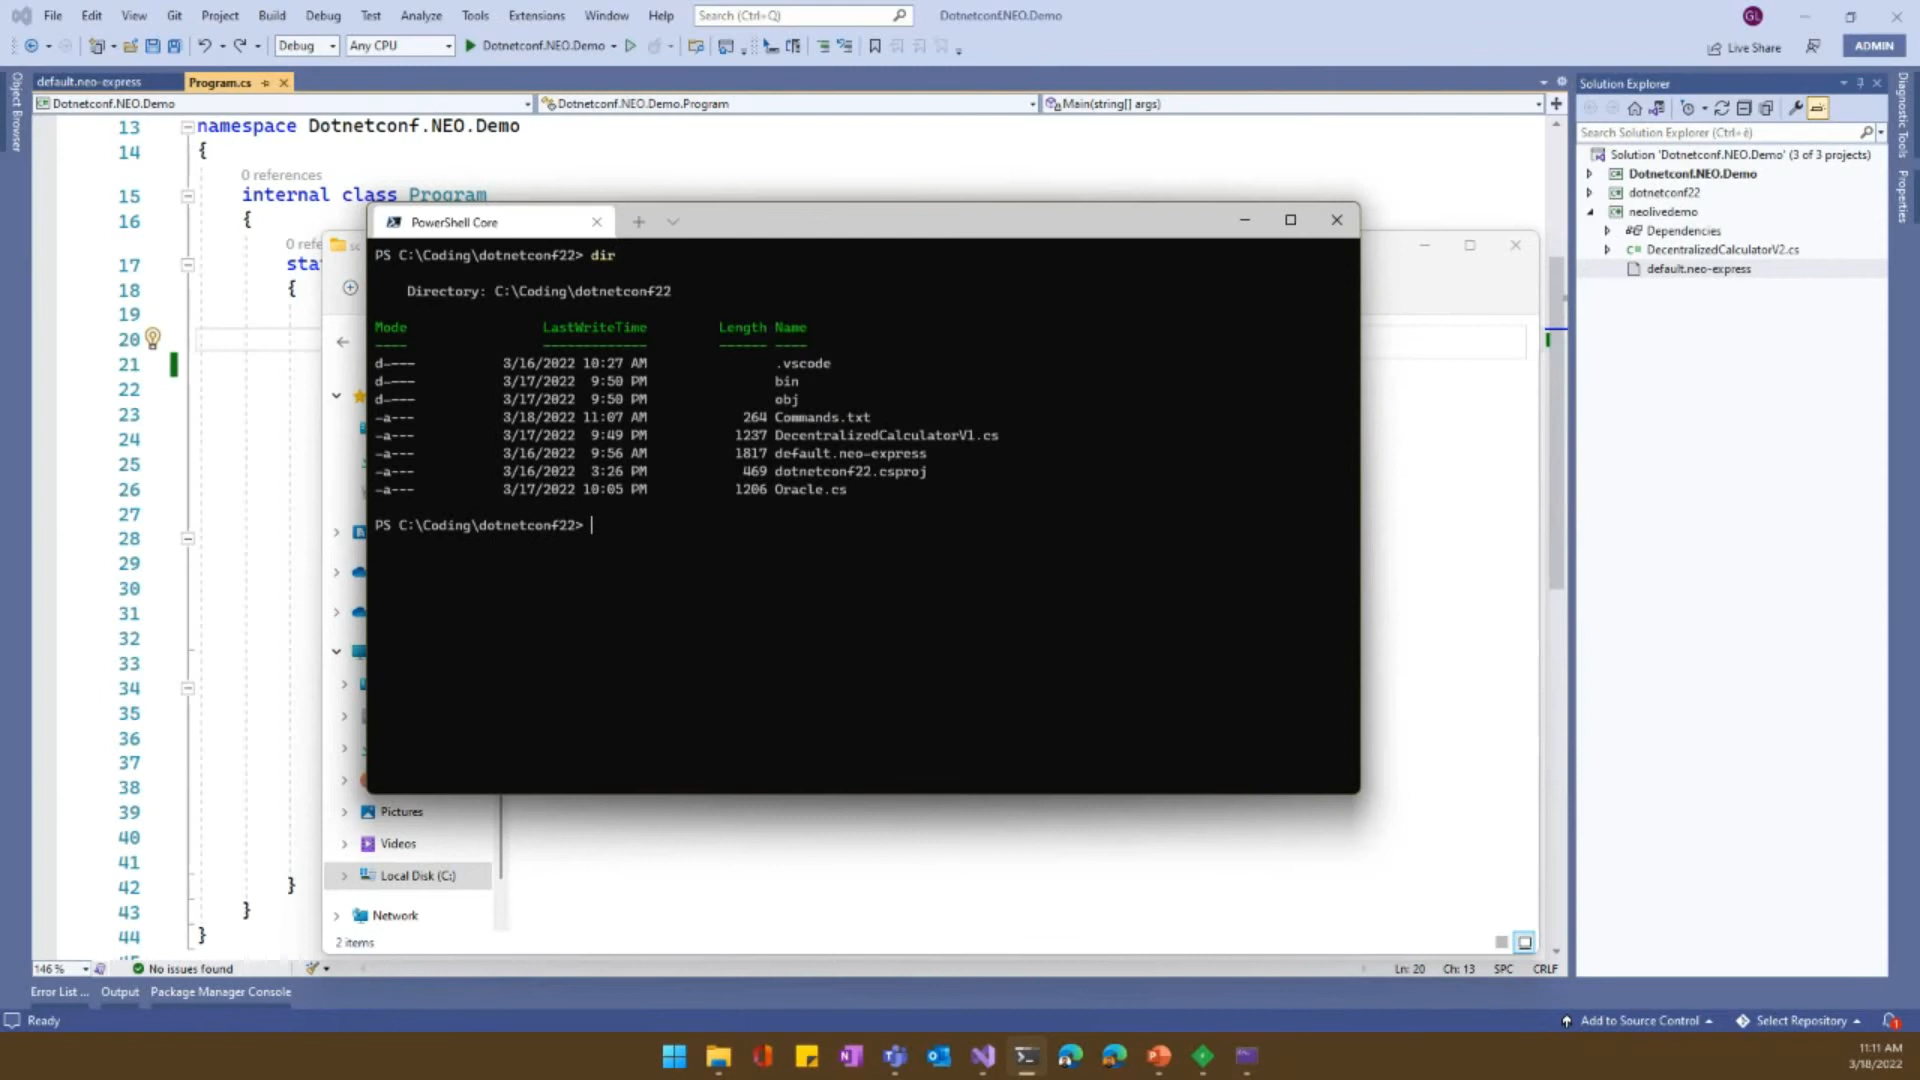 File Edit View Git Project Build Debug Test Analyze Tools Extensions Window Help Search (Ctrl+Q) Dotnetconf.NEO.Demo GL
Debug Any CPU Dotnetconf.NEO.Demo Live Share ADMIN
default.neo-express Program.cs
Dotnetconf.NEO.Demo Dotnetconf.NEO.Demo.Program Main(string[] args)
Object Browser
13 namespace Dotnetconf.NEO.Demo
14 {
0 references
15 internal class Program
16 {
0 refe
17 sta
18 {
19
20
21
22
23
24
25
26
27
28
29
30
31
32
33
34
35
36
37
38
39
40
41
42 }
43 }
44 }
PowerShell Core
PS C:\Coding\dotnetconf22> dir
Directory: C:\Coding\dotnetconf22
Mode LastWriteTime Length Name
---- ------------- ------ ----
d---- 3/16/2022 10:27 AM .vscode
d---- 3/17/2022 9:50 PM bin
d---- 3/17/2022 9:50 PM obj
-a--- 3/18/2022 11:07 AM 264 Commands.txt
-a--- 3/17/2022 9:49 PM 1237 DecentralizedCalculatorV1.cs
-a--- 3/16/2022 9:56 AM 1817 default.neo-express
-a--- 3/16/2022 3:26 PM 469 dotnetconf22.csproj
-a--- 3/17/2022 10:05 PM 1206 Oracle.cs
PS C:\Coding\dotnetconf22>
sc
Pictures
Videos
Local Disk (C:)
Network
2 items
Solution Explorer
Search Solution Explorer (Ctrl+è)
Solution 'Dotnetconf.NEO.Demo' (3 of 3 projects)
Dotnetconf.NEO.Demo
dotnetconf22
neolivedemo
Dependencies
DecentralizedCalculatorV2.cs
default.neo-express
Diagnostic Tools
Properties
146 % No issues found Ln: 20 Ch: 13 SPC CRLF
Error List ... Output Package Manager Console
Ready Add to Source Control Select Repository 1
11:11 AM
3/18/2022